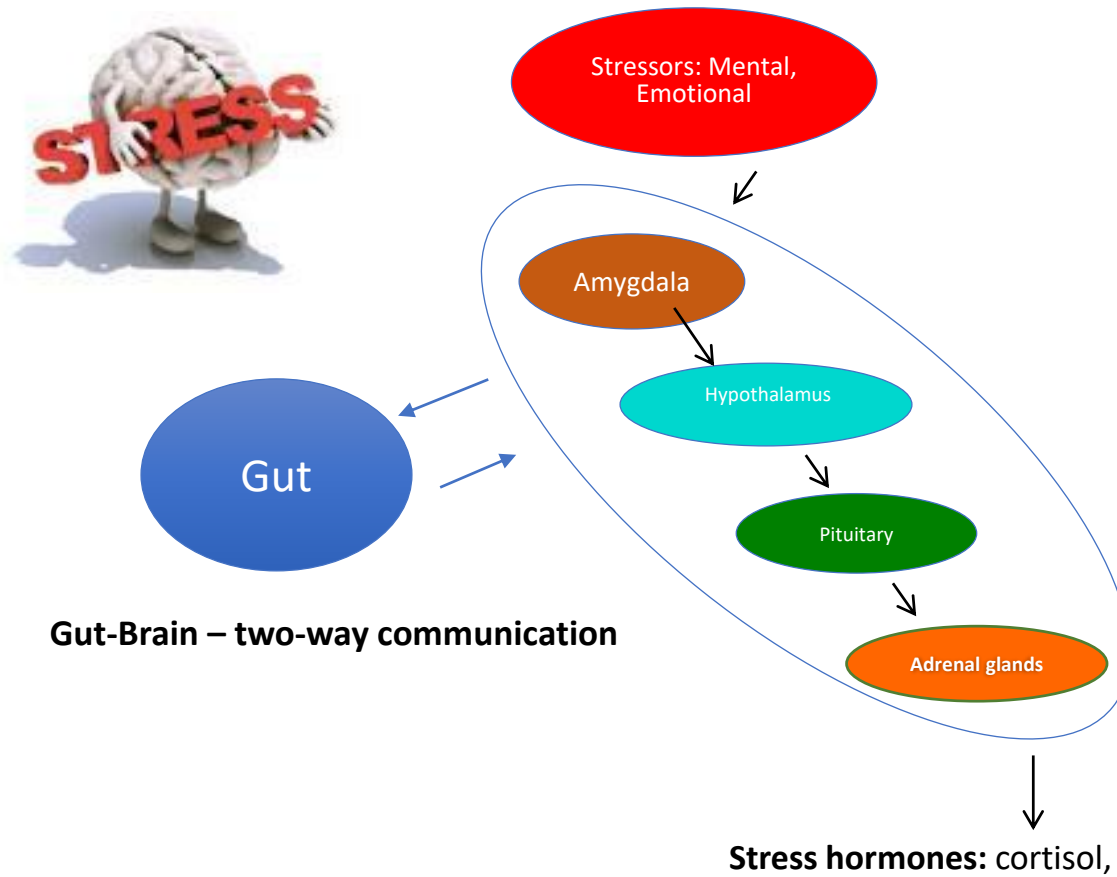 STRESS
Stressors: Mental,
Emotional
Amygdala
Hypothalamus
Gut
Pituitary
Gut-Brain – two-way communication
Adrenal glands
Stress hormones: cortisol,